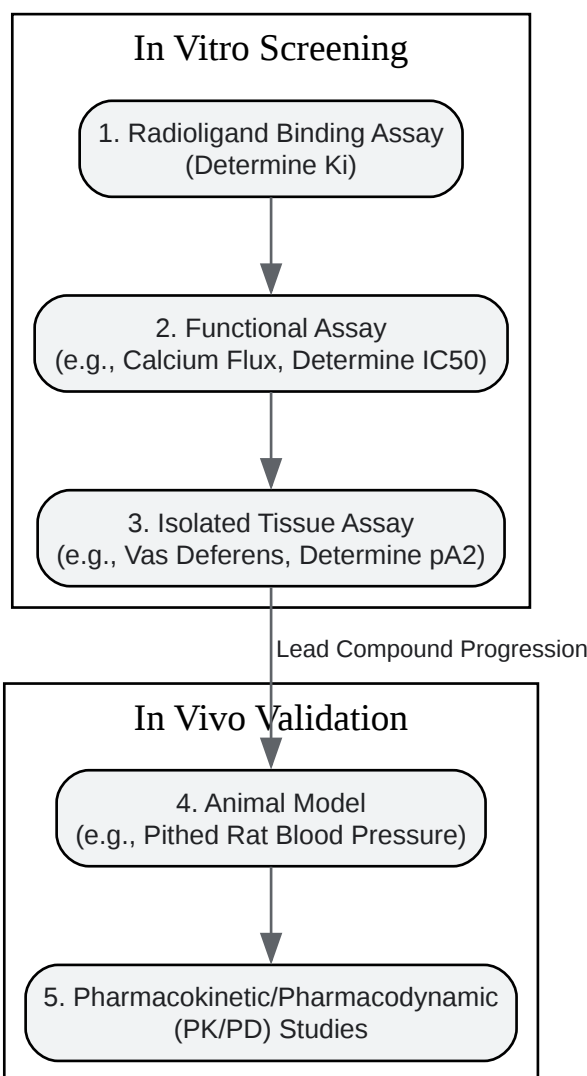 In Vitro Screening
1. Radioligand Binding Assay
(Determine Ki)
2. Functional Assay
(e.g., Calcium Flux, Determine IC50)
3. Isolated Tissue Assay
(e.g., Vas Deferens, Determine pA2)
Lead Compound Progression
In Vivo Validation
4. Animal Model
(e.g., Pithed Rat Blood Pressure)
5. Pharmacokinetic/Pharmacodynamic
(PK/PD) Studies